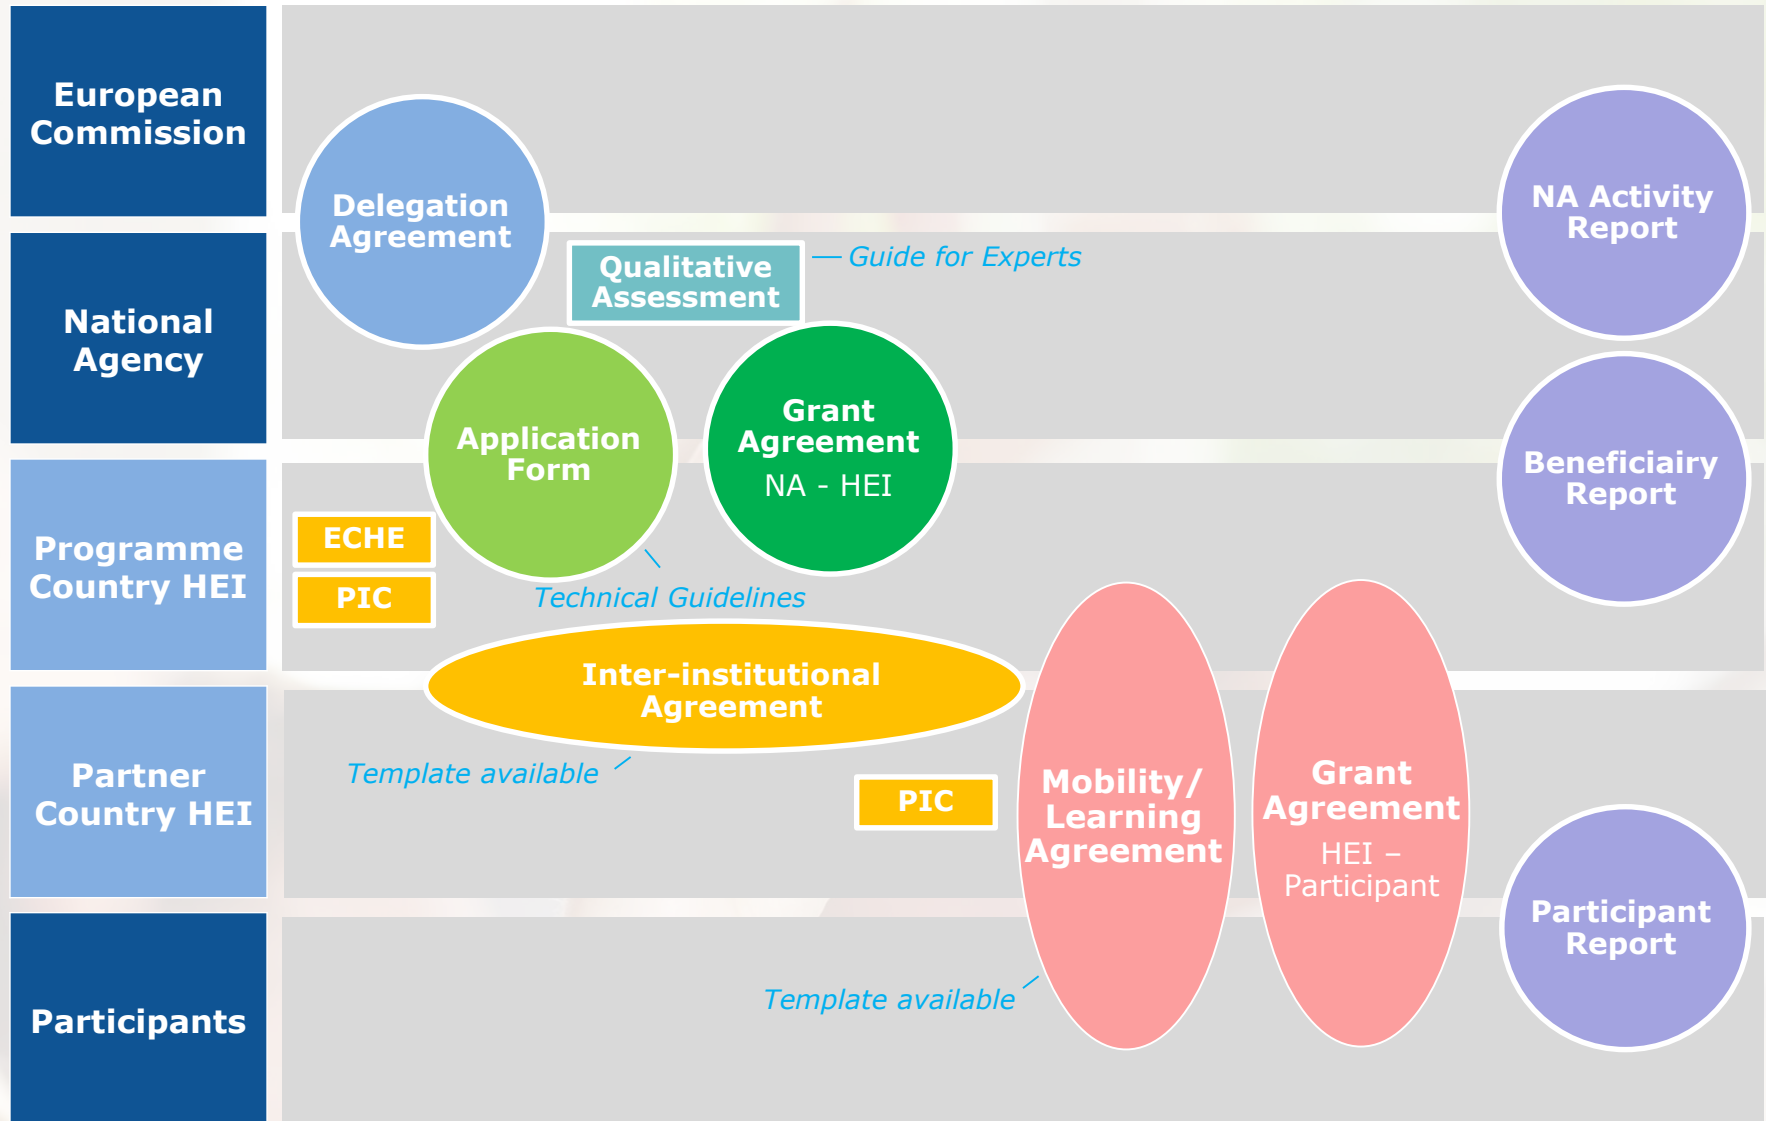 European
Commission
Delegation
Agreement
NA Activity
Report
National
Agency
Qualitative
Assessment
Guide for Experts
Application
Form
Grant
Agreement
NA - HEI
Beneficiairy
Report
Programme
Country HEI
ECHE
PIC
Technical Guidelines
Inter-institutional
Agreement
Partner
Country HEI
Template available
PIC
Mobility/
Learning
Agreement
Grant
Agreement
HEI –
Participant
Participant
Report
Participants
Template available